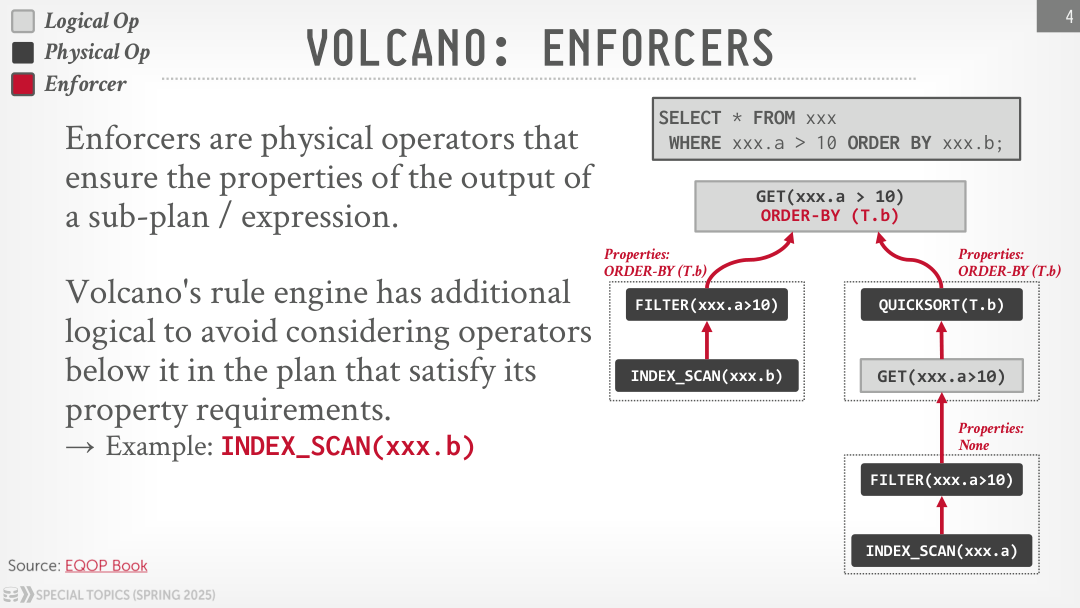 4
Logical Op
Physical Op
Enforcer
VOLCANO: ENFORCERS
Enforcers are physical operators that
ensure the properties of the output of
a sub-plan / expression.
Volcano's rule engine has additional
logical to avoid considering operators
below it in the plan that satisfy its
property requirements.
→ Example: INDEX_SCAN(xxx.b)
SELECT * FROM xxx
WHERE xxx.a > 10 ORDER BY xxx.b;
GET(xxx.a > 10)
ORDER-BY (T.b)
Properties:
ORDER-BY (T.b)
FILTER(xxx.a>10)
INDEX_SCAN(xxx.b)
Properties:
ORDER-BY (T.b)
QUICKSORT(T.b)
GET(xxx.a>10)
Properties:
None
FILTER(xxx.a>10)
INDEX_SCAN(xxx.a)
Source: EQOP Book
SPECIAL TOPICS (SPRING 2025)